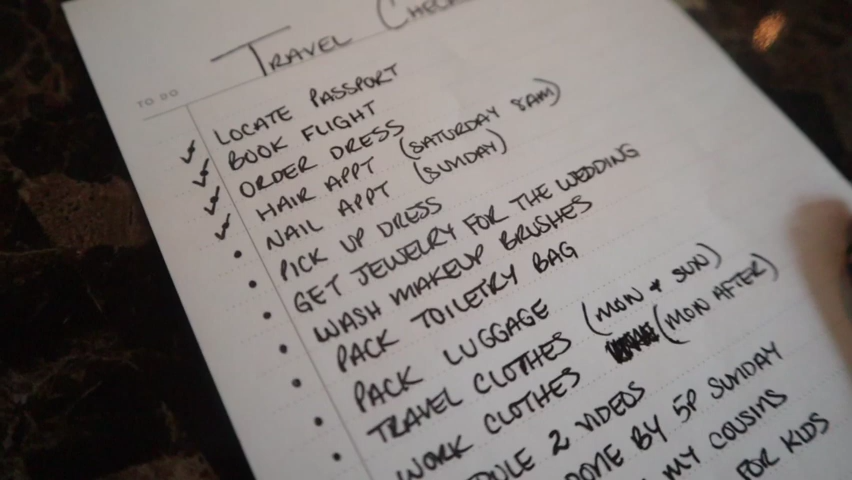 TRAVEL
TO DO
LOCATE PASSPORT
BOOK FLIGHT
ORDER DRESS
HAIR APPT (SATURDAY 8AM)
NAIL APPT (SUNDAY)
PICK UP DRESS
GET JEWELRY FOR THE WEDDING
WASH MAKEUP BRUSHES
PACK TOILETRY BAG
PACK LUGGAGE
TRAVEL CLOTHES (MON & SUN)
WORK CLOTHES (MON AFTER)
2 VIDEOS
BY 5P SUNDAY
MY COUSINS
FOR KIDS